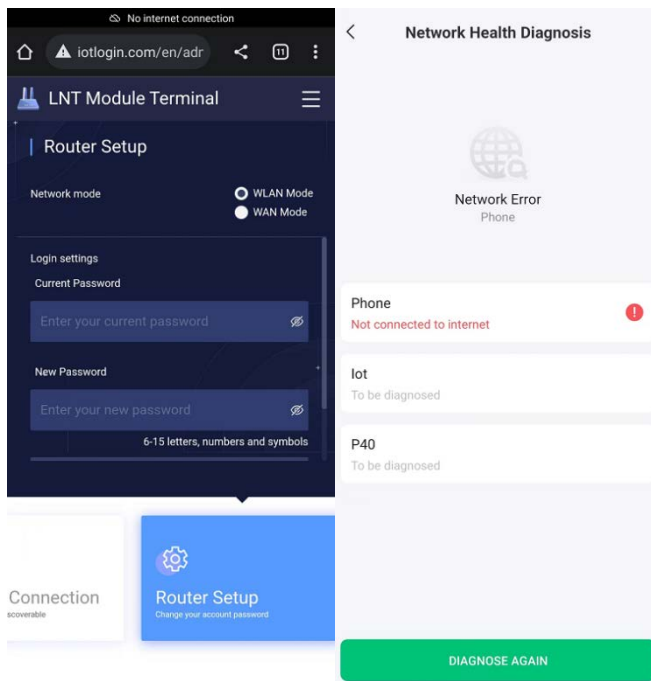 No internet connection
iotlogin.com/en/adr
11
LNT Module Terminal
Router Setup
Network mode
WLAN Mode
WAN Mode
Login settings
Current Password
Enter your current password
New Password
Enter your new password
6-15 letters, numbers and symbols
Connection
scoverable
Router Setup
Change your account password
Network Health Diagnosis
Network Error
Phone
Phone
Not connected to internet
Iot
To be diagnosed
P40
To be diagnosed
DIAGNOSE AGAIN